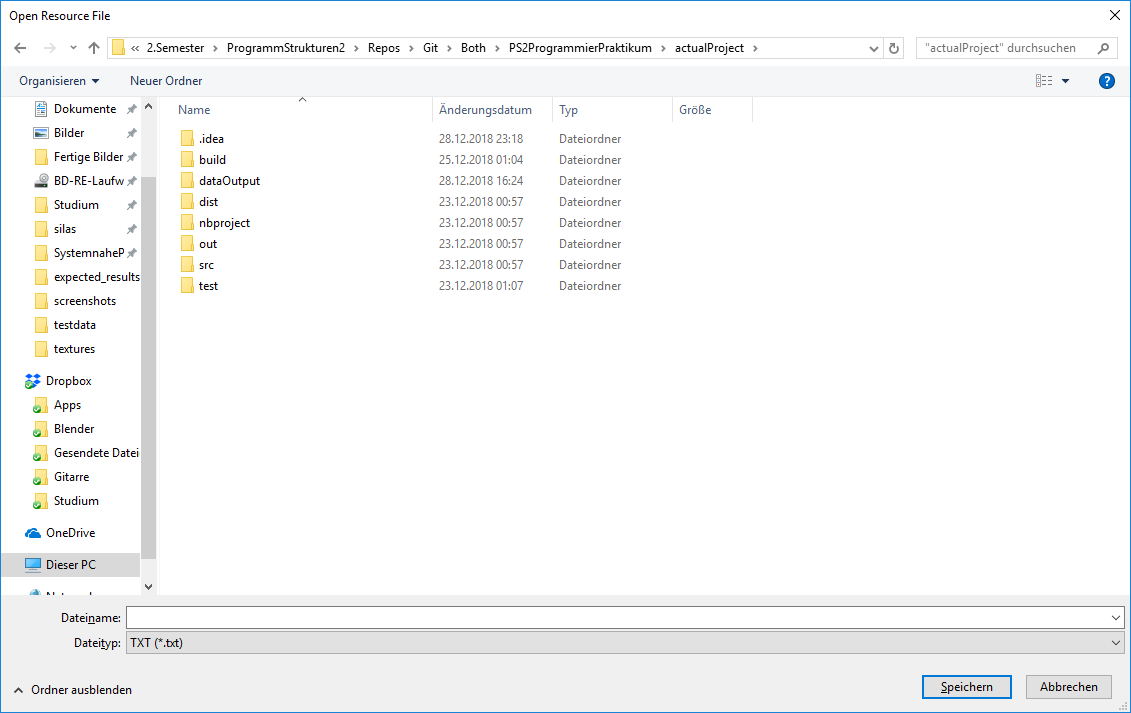 Open Resource File
« 2.Semester › ProgrammStrukturen2 › Repos › Git › Both › PS2ProgrammierPraktikum › actualProject ›
"actualProject" durchsuchen
Organisieren Neuer Ordner
Dokumente
Bilder
Fertige Bilder
BD-RE-Laufw
Studium
silas
SystemnaheP
expected_results
screenshots
testdata
textures
Dropbox
Apps
Blender
Gesendete Datei
Gitarre
Studium
OneDrive
Dieser PC
Name Änderungsdatum Typ Größe
.idea 28.12.2018 23:18 Dateiordner
build 25.12.2018 01:04 Dateiordner
dataOutput 28.12.2018 16:24 Dateiordner
dist 23.12.2018 00:57 Dateiordner
nbproject 23.12.2018 00:57 Dateiordner
out 23.12.2018 00:57 Dateiordner
src 23.12.2018 00:57 Dateiordner
test 23.12.2018 01:07 Dateiordner
Dateiname:
Dateityp: TXT (*.txt)
Ordner ausblenden
Speichern Abbrechen